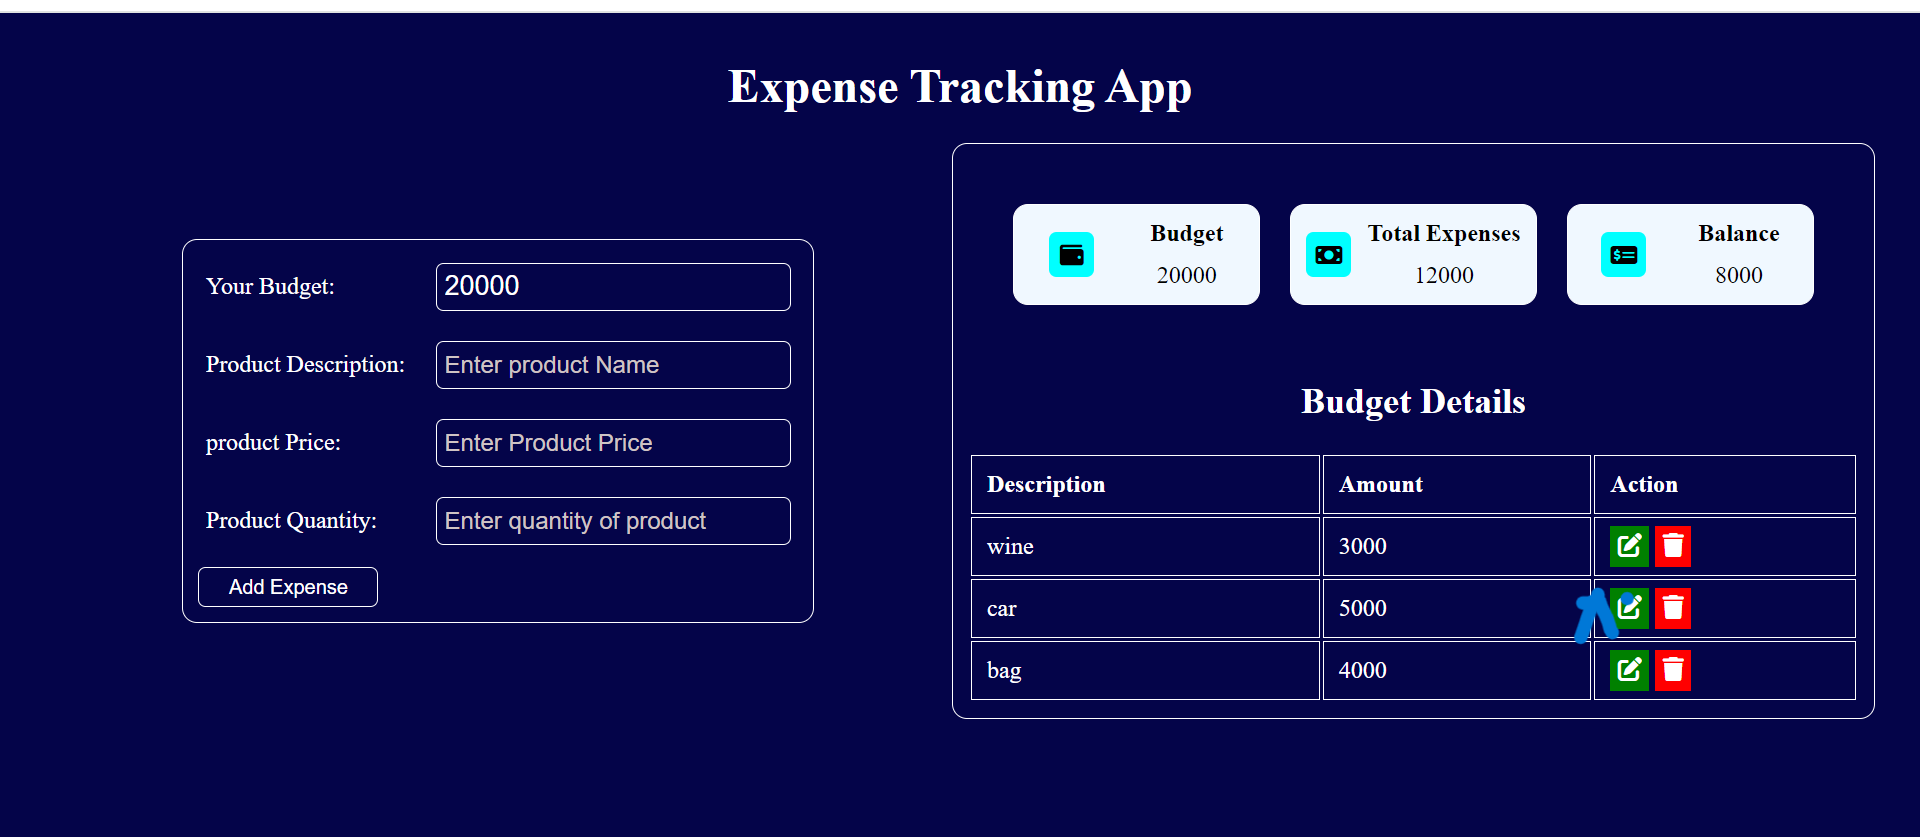 Expense Tracking App
Your Budget: 20000
Product Description: Enter product Name
product Price: Enter Product Price
Product Quantity: Enter quantity of product
Add Expense
Budget
20000
Total Expenses
12000
Balance
8000
Budget Details
Description Amount Action
wine 3000
car 5000
bag 4000